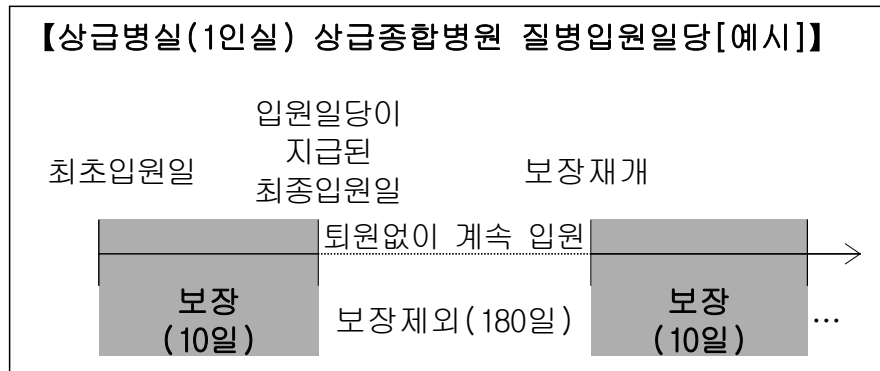 【상급병실(1인실) 상급종합병원 질병입원일당[예시]】
최초입원일
입원일당이
지급된
최종입원일
보장재개
퇴원없이 계속 입원
보장
(10일)
보장제외(180일)
보장
(10일)
…